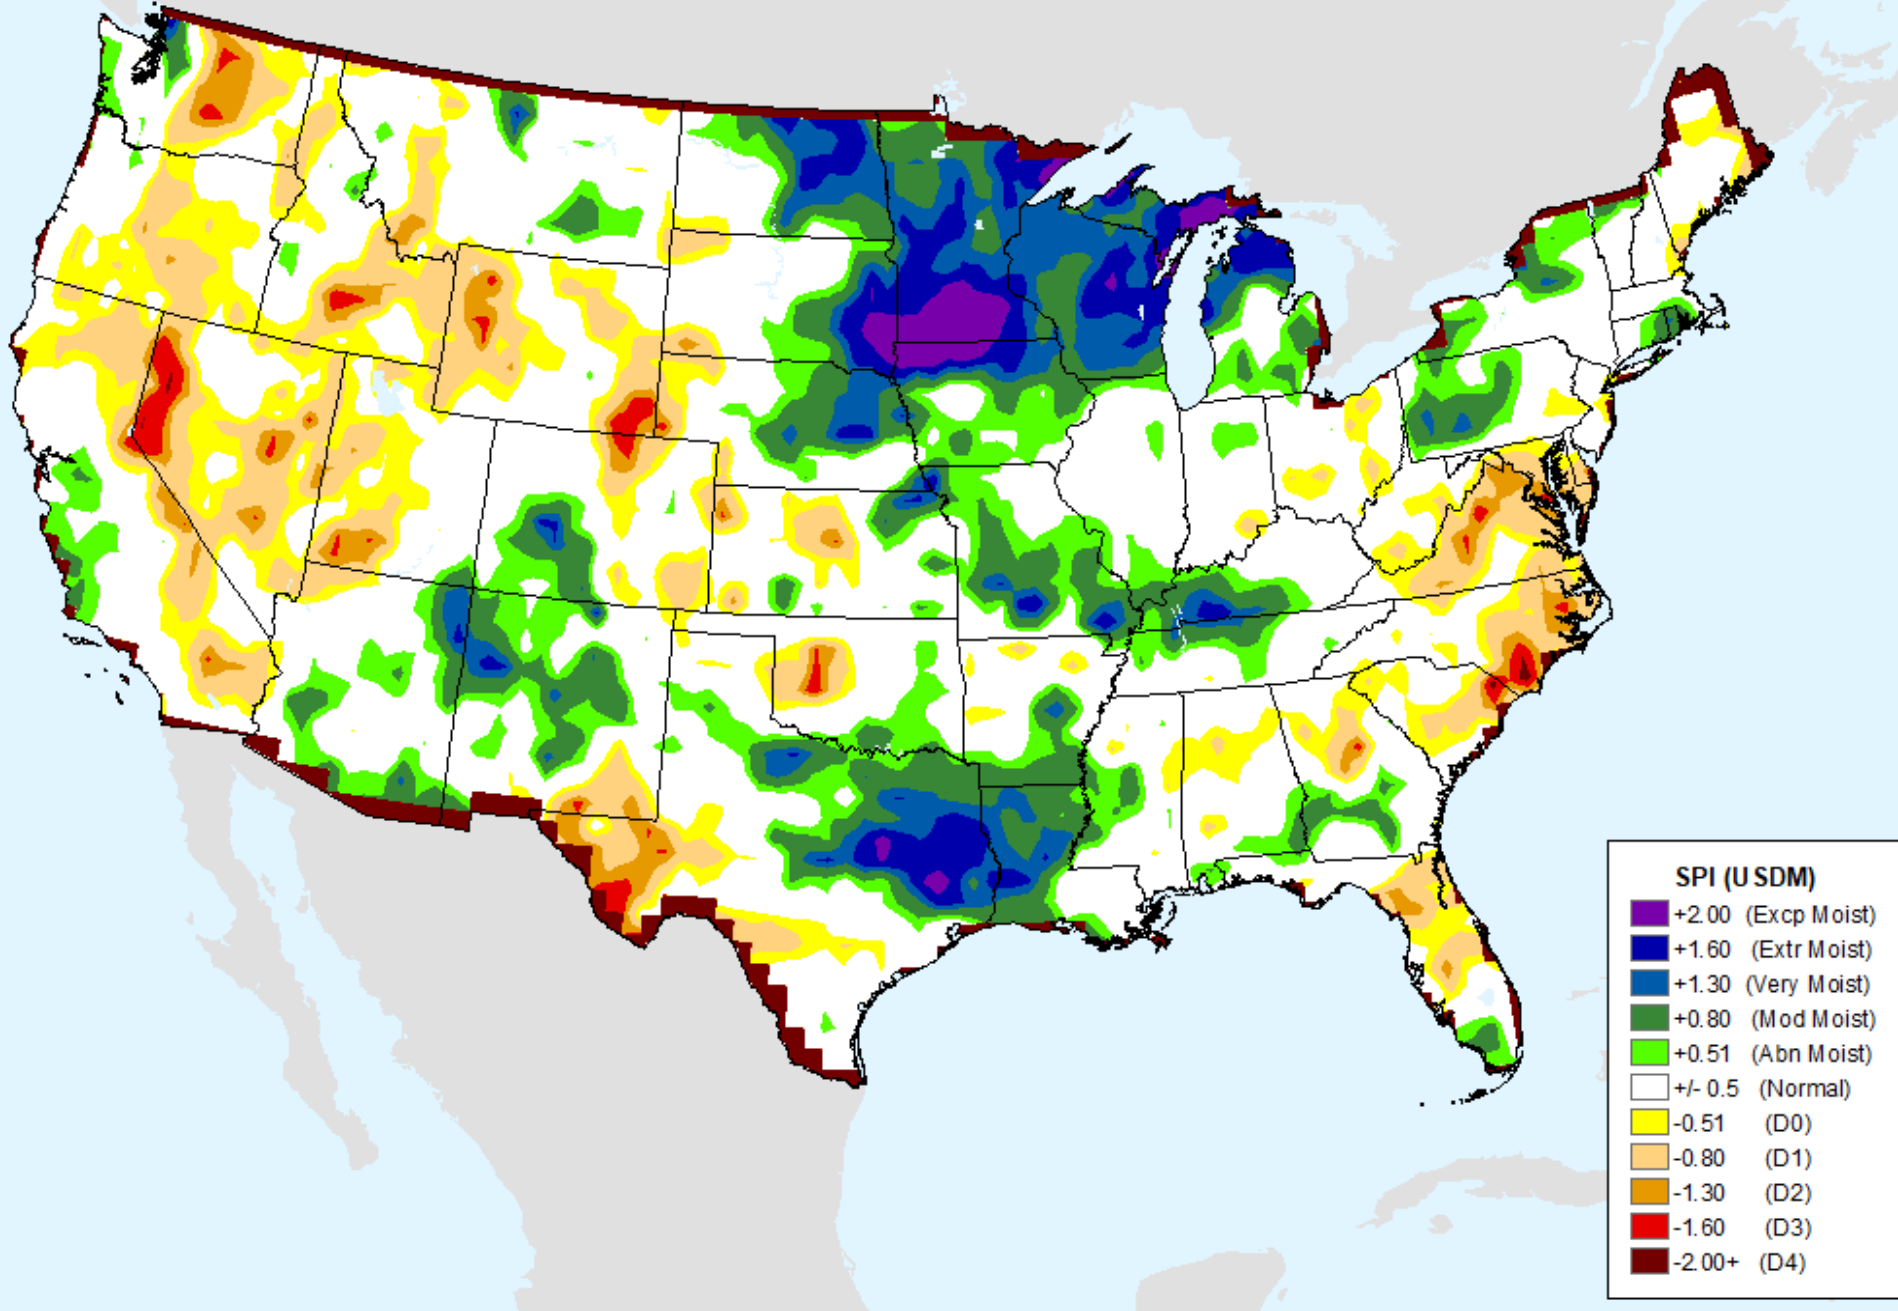 SPI (USDM)
+2.00 (Excp Moist)
+1.60 (Extr Moist)
+1.30 (Very Moist)
+0.80 (Mod Moist)
+0.51 (Abn Moist)
+/- 0.5 (Normal)
-0.51 (D0)
-0.80 (D1)
-1.30 (D2)
-1.60 (D3)
-2.00+ (D4)